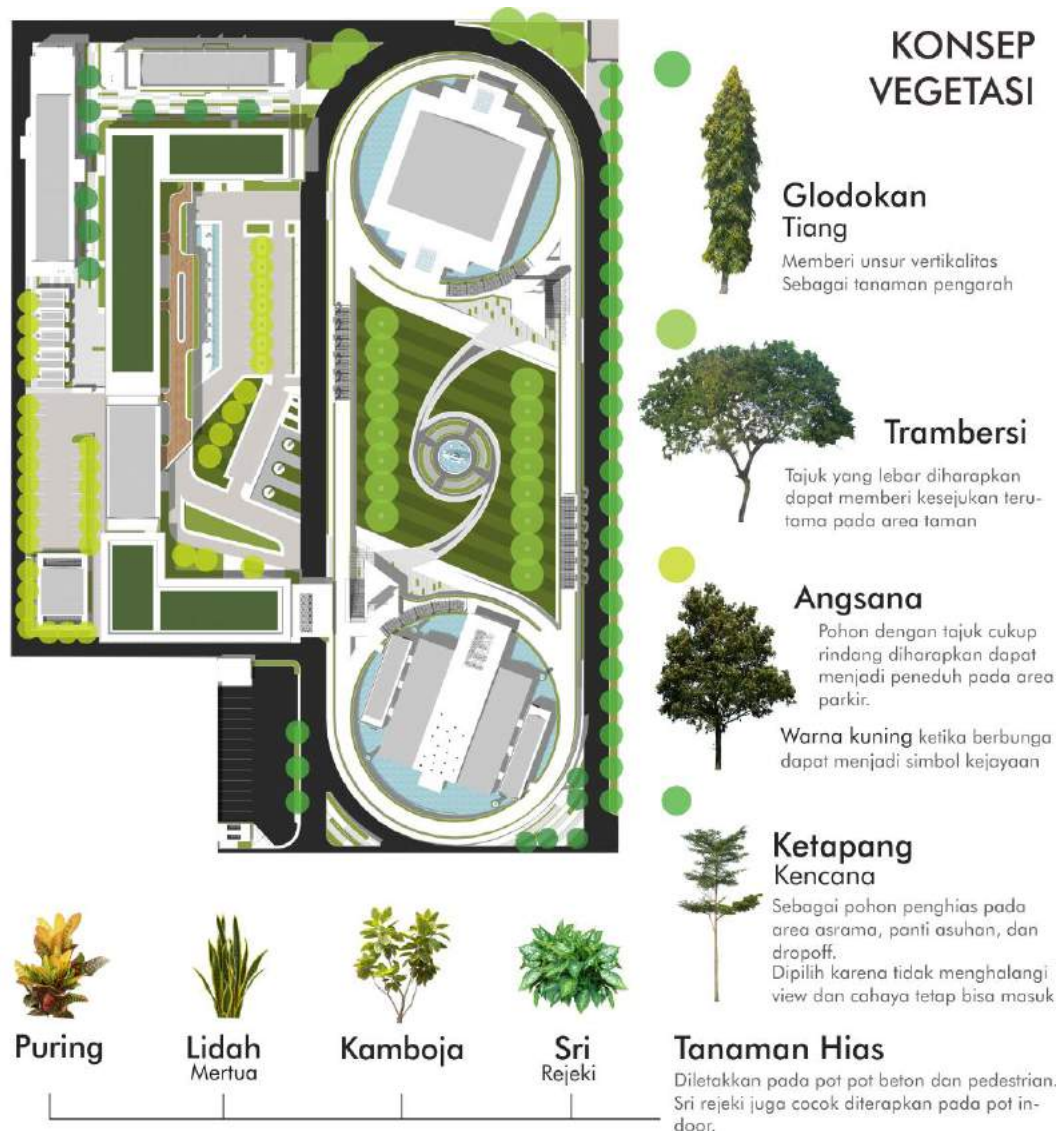 KONSEP
VEGETASI
Glodokan
Tiang
Memberi unsur vertikalitas
Sebagai tanaman pengarah
Trambersi
Tajuk yang lebar diharapkan
dapat memberi kesejukan teru-
tama pada area taman
Angsana
Pohon dengan tajuk cukup
rindang diharapkan dapat
menjadi peneduh pada area
parkir.
Warna kuning ketika berbunga
dapat menjadi simbol kejayaan
Ketapang
Kencana
Sebagai pohon penghias pada
area asrama, panti asuhan, dan
dropoff.
Dipilih karena tidak menghalangi
view dan cahaya tetap bisa masuk
Puring
Lidah
Mertua
Kamboja
Sri
Rejeki
Tanaman Hias
Diletakkan pada pot pot beton dan pedestrian.
Sri rejeki juga cocok diterapkan pada pot in-
door.